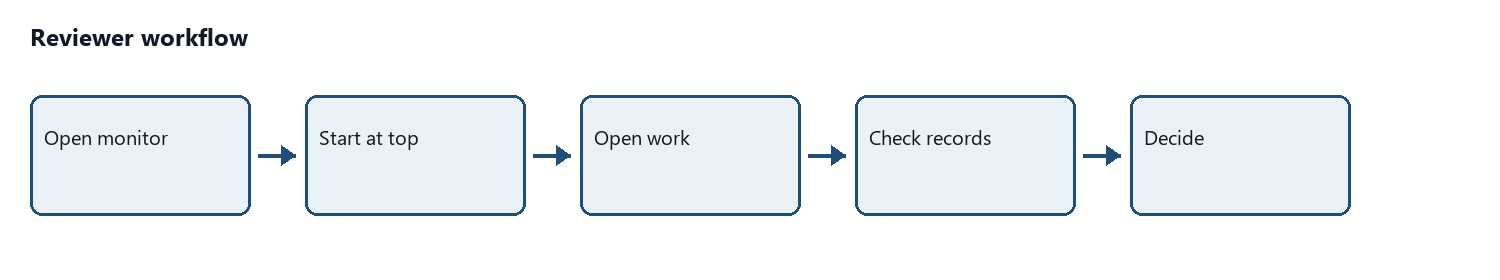 Reviewer workflow
Open monitor
Start at top
Open work
Check records
Decide